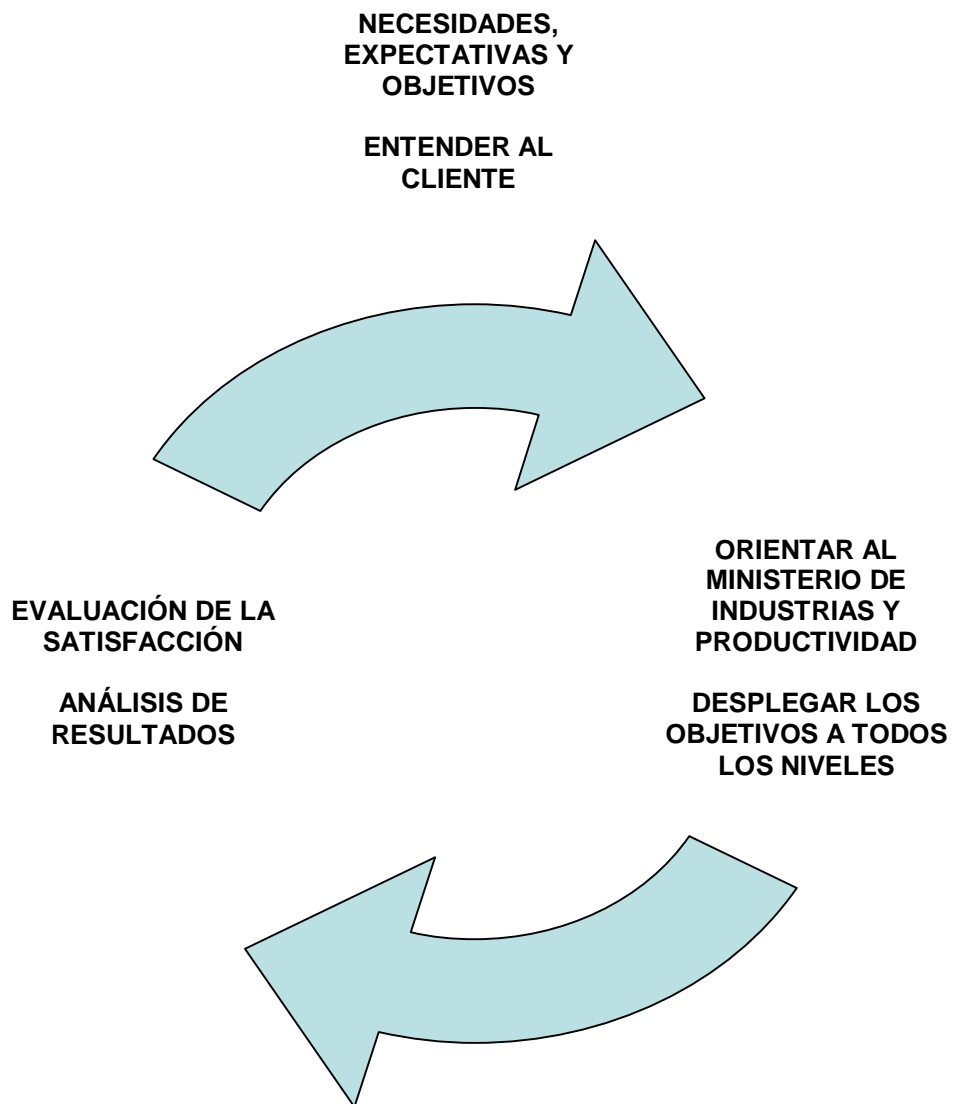 NECESIDADES,
EXPECTATIVAS Y
OBJETIVOS
ENTENDER AL
CLIENTE
ORIENTAR AL
MINISTERIO DE
INDUSTRIAS Y
PRODUCTIVIDAD
DESPLEGAR LOS
OBJETIVOS A TODOS
LOS NIVELES
EVALUACIÓN DE LA
SATISFACCIÓN
ANÁLISIS DE
RESULTADOS